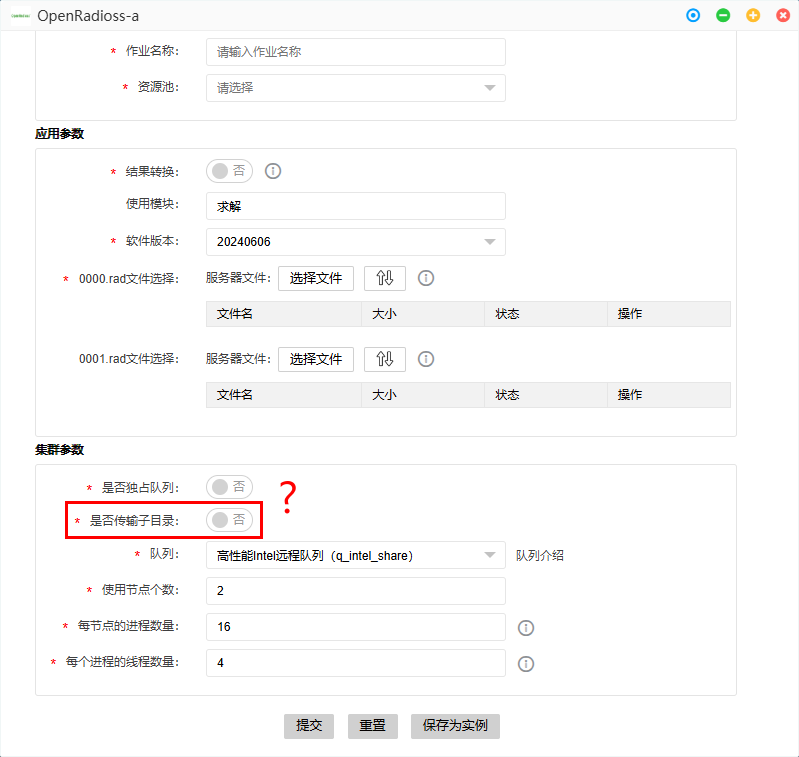 OpenRadioss-a
* 作业名称: 请输入作业名称
* 资源池: 请选择
应用参数
* 结果转换: 否
使用模块: 求解
* 软件版本: 20240606
* 0000.rad文件选择: 服务器文件: 选择文件
文件名 大小 状态 操作
0001.rad文件选择: 服务器文件: 选择文件
文件名 大小 状态 操作
集群参数
* 是否独占队列: 否
?
* 是否传输子目录: 否
* 队列: 高性能Intel远程队列（q_intel_share） 队列介绍
* 使用节点个数: 2
* 每节点的进程数量: 16
* 每个进程的线程数量: 4
提交 重置 保存为实例